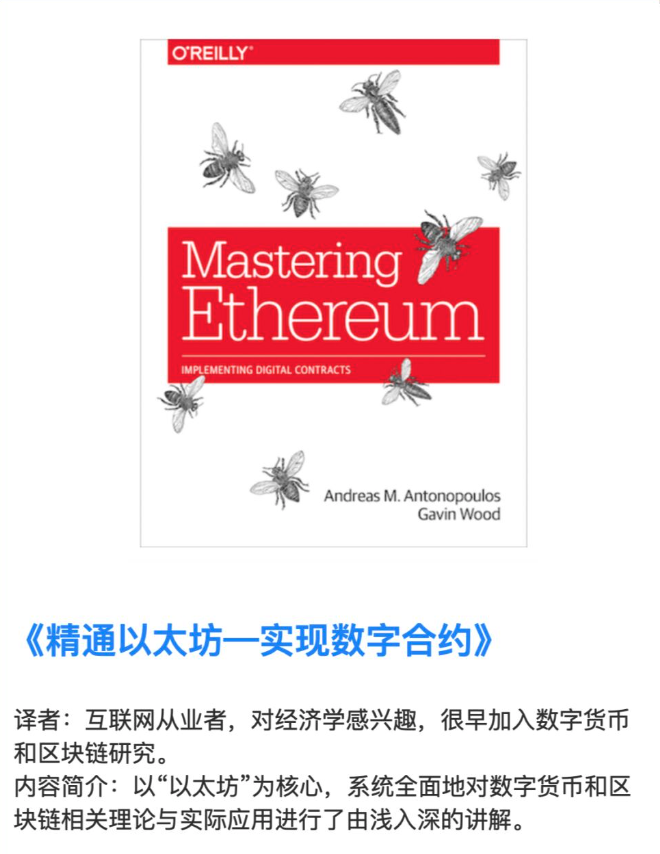 O'REILLY®
Mastering
Ethereum
IMPLEMENTING DIGITAL CONTRACTS
Andreas M. Antonopoulos
Gavin Wood
《精通以太坊—实现数字合约》
译者：互联网从业者，对经济学感兴趣，很早加入数字货币
和区块链研究。
内容简介：以“以太坊”为核心，系统全面地对数字货币和区
块链相关理论与实际应用进行了由浅入深的讲解。